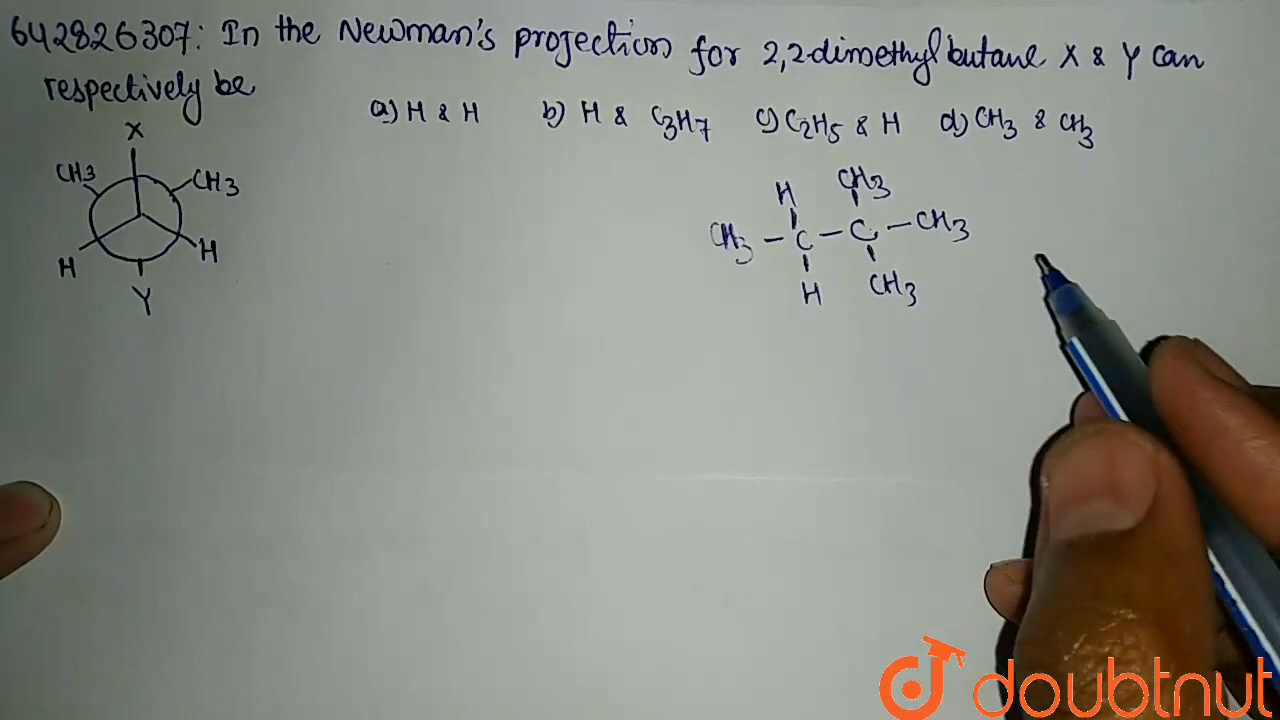 642826307: In the Newman's projection for 2,2-dimethylbutane X & Y can
respectively be
a) H & H b) H & C3H7 c) C2H5 & H d) CH3 & CH3
X
CH3 CH3
H H
Y
H CH3
CH3 - C - C - CH3
H CH3
doubtnut